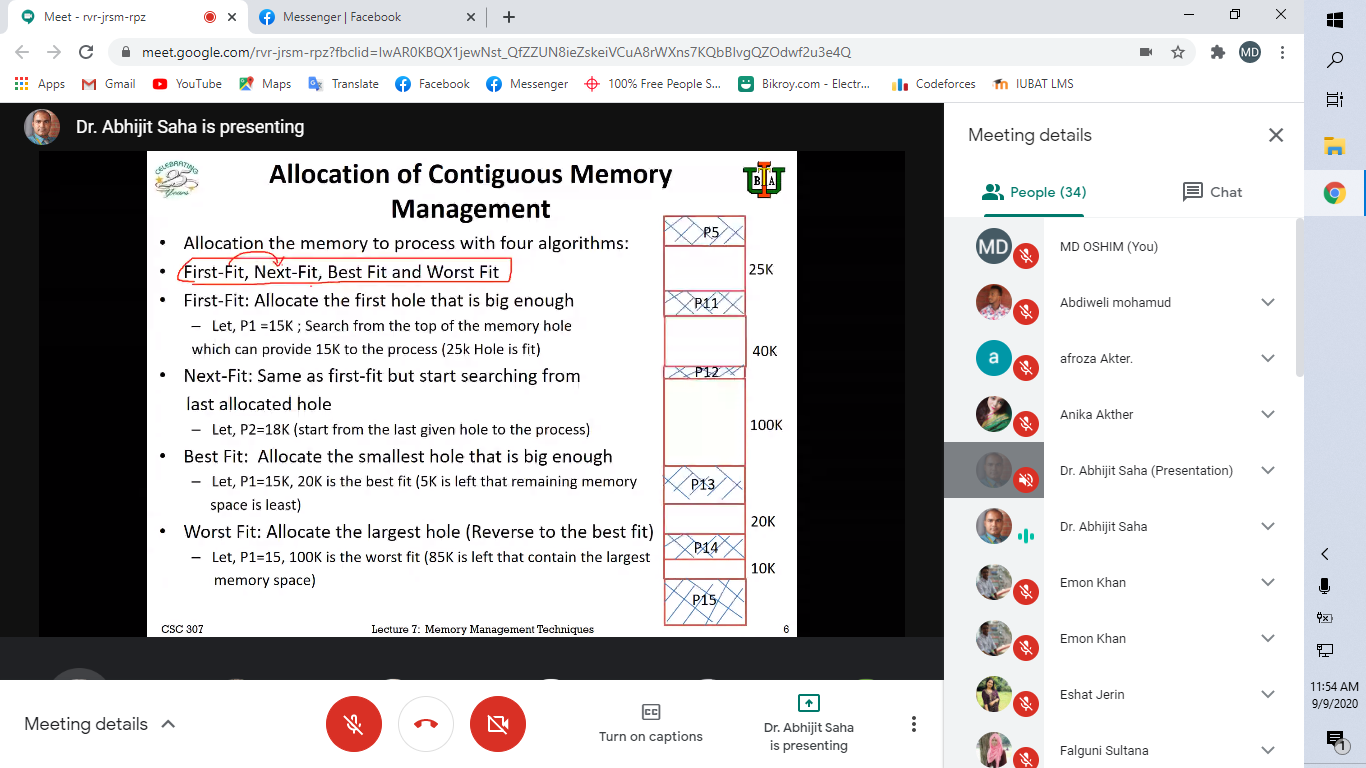 Meet - rvr-jrsm-rpz
Messenger | Facebook
meet.google.com/rvr-jrsm-rpz?fbclid=IwAR0KBQX1jewNst_QfZZUN8ieZskeiVCuA8rWXns7KQbBlvgQZOdwf2u3e4Q
MD
Apps
Gmail
YouTube
Maps
Translate
Facebook
Messenger
100% Free People S...
Bikroy.com - Electr...
Codeforces
IUBAT LMS
Dr. Abhijit Saha is presenting
CELEBRATING
25
Years
Allocation of Contiguous Memory
Management
• Allocation the memory to process with four algorithms:
• First-Fit, Next-Fit, Best Fit and Worst Fit
• First-Fit: Allocate the first hole that is big enough
– Let, P1 =15K ; Search from the top of the memory hole
which can provide 15K to the process (25k Hole is fit)
• Next-Fit: Same as first-fit but start searching from
last allocated hole
– Let, P2=18K (start from the last given hole to the process)
• Best Fit: Allocate the smallest hole that is big enough
– Let, P1=15K, 20K is the best fit (5K is left that remaining memory
space is least)
• Worst Fit: Allocate the largest hole (Reverse to the best fit)
– Let, P1=15, 100K is the worst fit (85K is left that contain the largest
memory space)
P5
25K
P11
40K
P12
100K
P13
20K
P14
10K
P15
CSC 307
Lecture 7: Memory Management Techniques
6
Meeting details
People (34)
Chat
MD
MD OSHIM (You)
Abdiweli mohamud
a
afroza Akter.
Anika Akther
Dr. Abhijit Saha (Presentation)
Dr. Abhijit Saha
Emon Khan
Emon Khan
Eshat Jerin
Falguni Sultana
Meeting details
Turn on captions
Dr. Abhijit Saha
is presenting
11:54 AM
9/9/2020
1